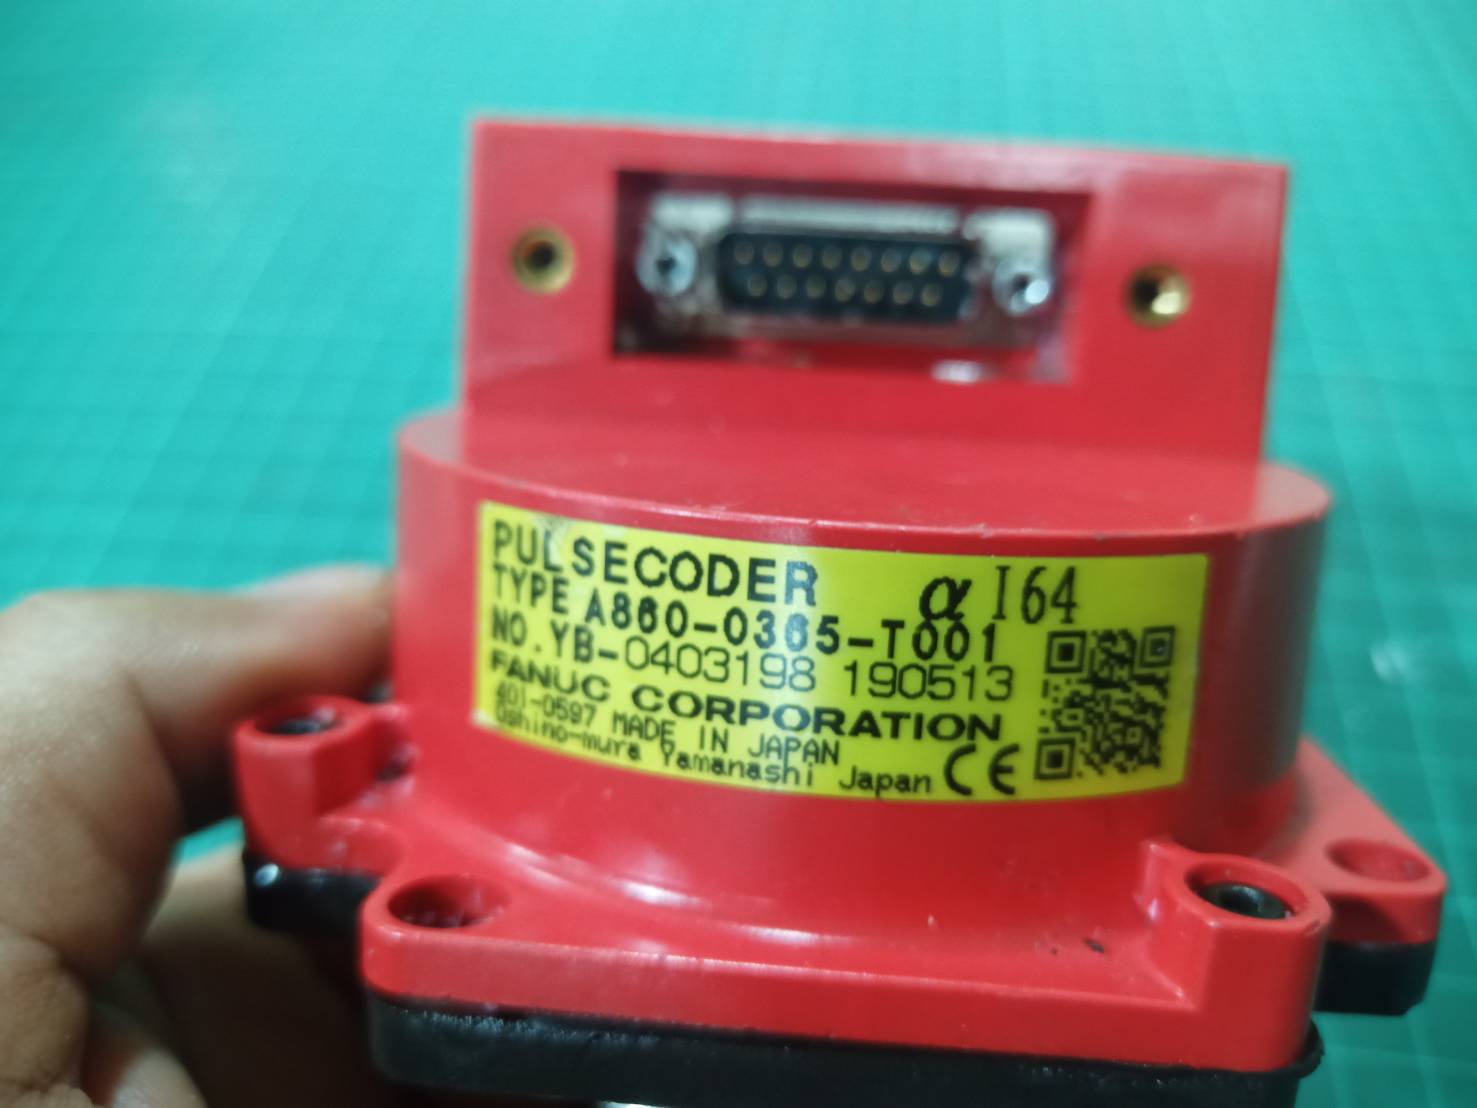 PULSECODER α I64
TYPE A860-0365-T001
NO. YB-0403198 190513
FANUC CORPORATION
401-0597 MADE IN JAPAN
Oshino-mura Yamanashi Japan CE